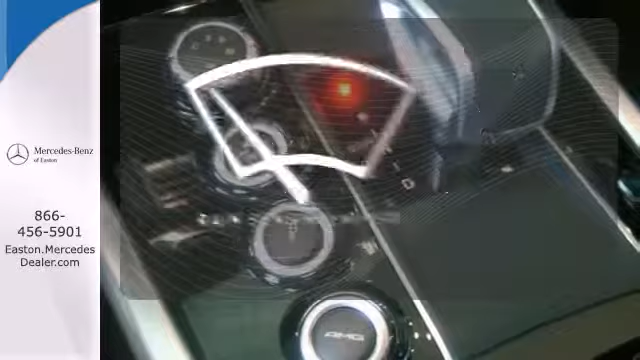 Mercedes-Benz
of Easton
866-
456-5901
Easton.Mercedes
Dealer.com
D
AMG